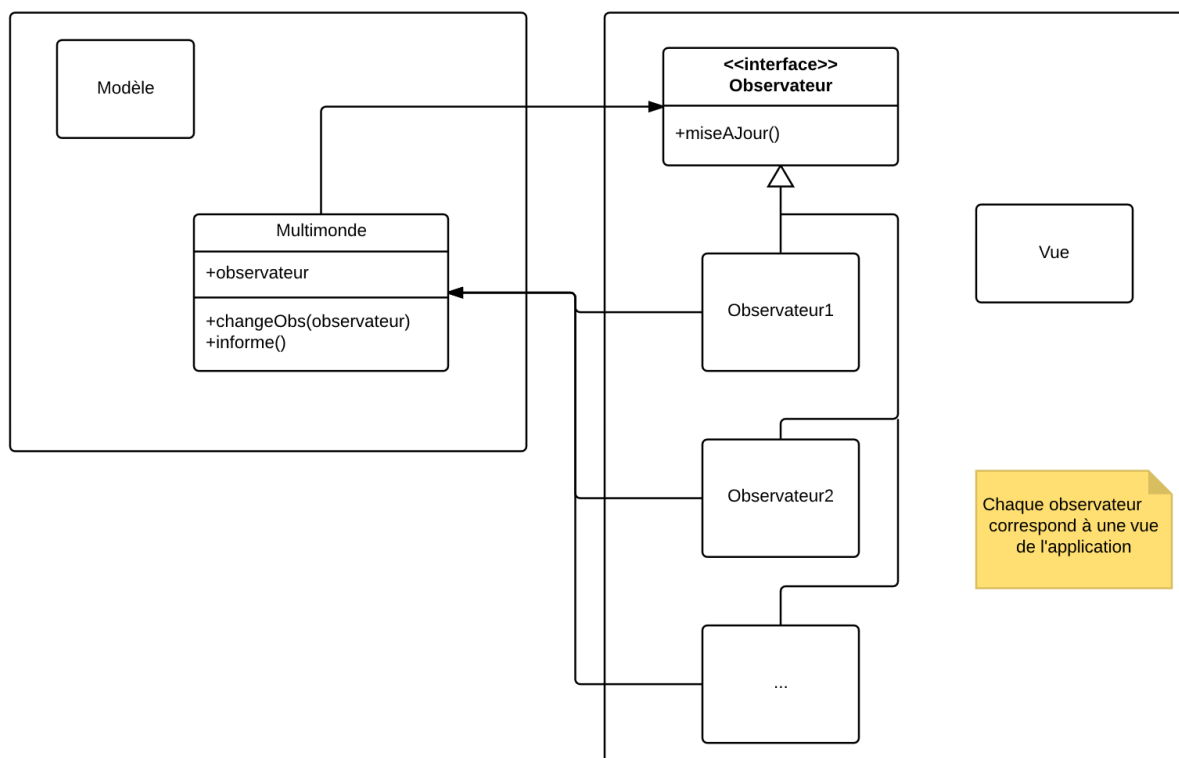 Modèle
<<interface>>
Observateur
+miseAJour()
Multimonde
+observateur
+changeObs(observateur)
+informe()
Observateur1
Vue
Observateur2
Chaque observateur
correspond à une vue
de l'application
...